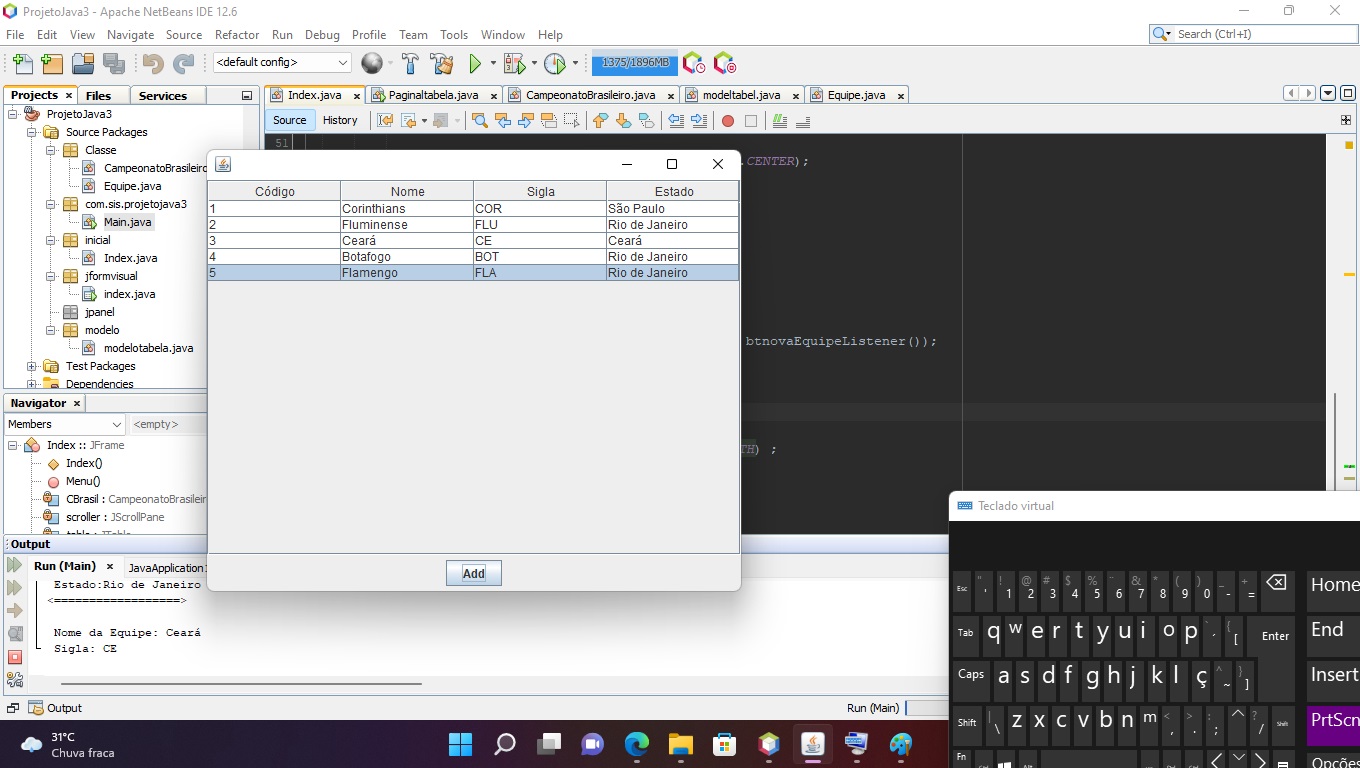 ProjetoJava3 - Apache NetBeans IDE 12.6
File Edit View Navigate Source Refactor Run Debug Profile Team Tools Window Help
Search (Ctrl+I)
<default config>
1375/1896MB
Projects Files Services
Index.java PaginaItabela.java CampeonatoBrasileiro.java modeltabel.java Equipe.java
Source History
51
ProjetoJava3
Source Packages
Classe
CampeonatoBrasileiro
Equipe.java
com.sis.projetojava3
Main.java
inicial
Index.java
jformvisual
index.java
jpanel
modelo
modelotabela.java
Test Packages
Dependencies
.CENTER);
btnovaEquipeListener());
) ;
Código Nome Sigla Estado
1 Corinthians COR São Paulo
2 Fluminense FLU Rio de Janeiro
3 Ceará CE Ceará
4 Botafogo BOT Rio de Janeiro
5 Flamengo FLA Rio de Janeiro
Add
Navigator
Members <empty>
Index :: JFrame
Index()
Menu()
CBrasil : CampeonatoBrasileir
scroller : JScrollPane
Output
Run (Main) JavaApplication
Estado:Rio de Janeiro
<==================>
Nome da Equipe: Ceará
Sigla: CE
Output
Run (Main)
Teclado virtual
Esc " ' ! 1 @ 2 # 3 $ 4 % 5 ¨ 6 & 7 * 8 ( 9 ) 0 _ - + = Home
Tab q w e r t y u i o p ` ´ { [ Enter End
Caps a s d f g h j k l ç ^ ~ } ] Insert
Shift | \ z x c v b n m < , > . : ; ^ ? / Shift PrtScn
Fn Ctrl Alt Opções
31°C
Chuva fraca